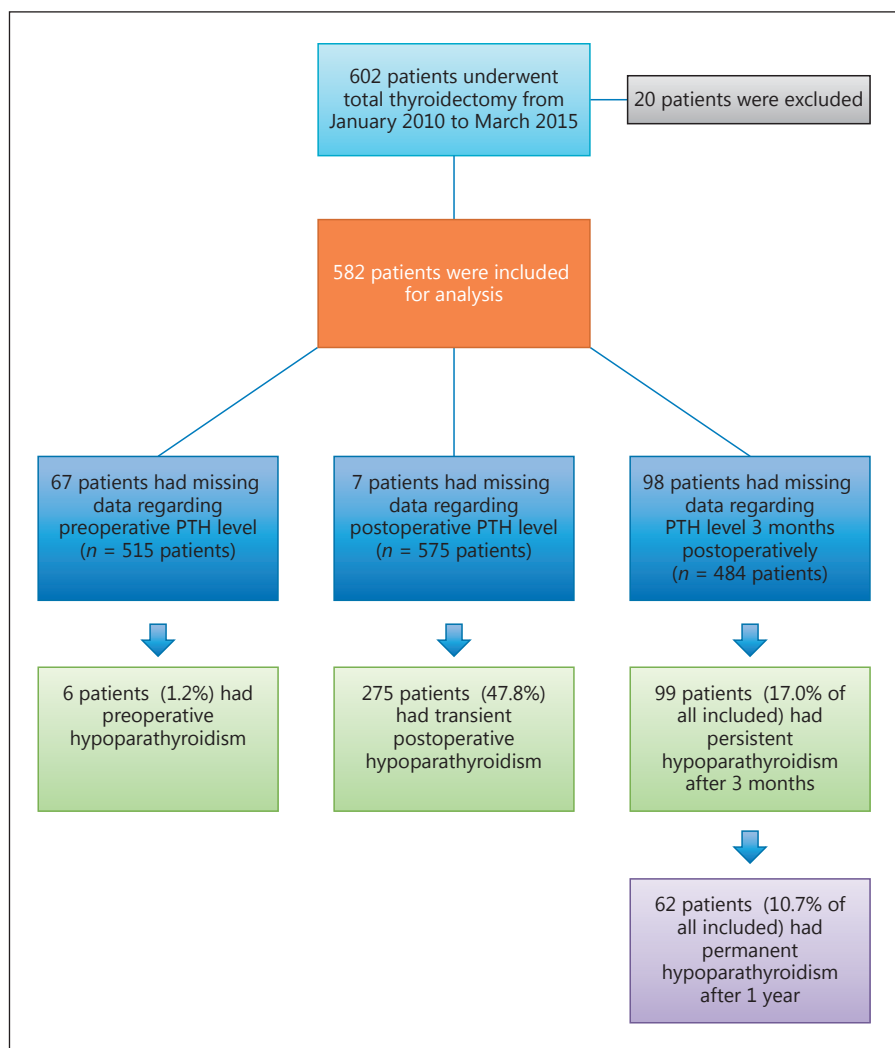 602 patients underwent
total thyroidectomy from
January 2010 to March 2015
20 patients were excluded
582 patients were included
for analysis
67 patients had missing
data regarding
preoperative PTH level
(n = 515 patients)
7 patients had missing
data regarding
postoperative PTH level
(n = 575 patients)
98 patients had missing
data regarding
PTH level 3 months
postoperatively
(n = 484 patients)
6 patients (1.2%) had
preoperative
hypoparathyroidism
275 patients (47.8%)
had transient
postoperative
hypoparathyroidism
99 patients (17.0% of
all included) had
persistent
hypoparathyroidism
after 3 months
62 patients (10.7% of
all included) had
permanent
hypoparathyroidism
after 1 year